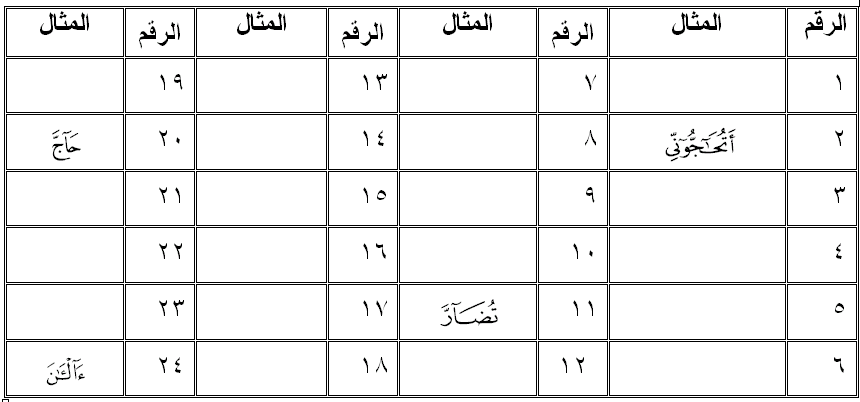 الرقم المثال الرقم المثال الرقم المثال الرقم المثال
١ ٧ ١٣ ١٩
٢ أَتُحَـٰٓجُّوٓنِّي ٨ ١٤ ٢٠ حَآجَّ
٣ ٩ ١٥ ٢١
٤ ١٠ ١٦ ٢٢
٥ ١١ تُضَآرَّ ١٧ ٢٣
٦ ١٢ ١٨ ٢٤ ءَآلْـَٔـٰنَ